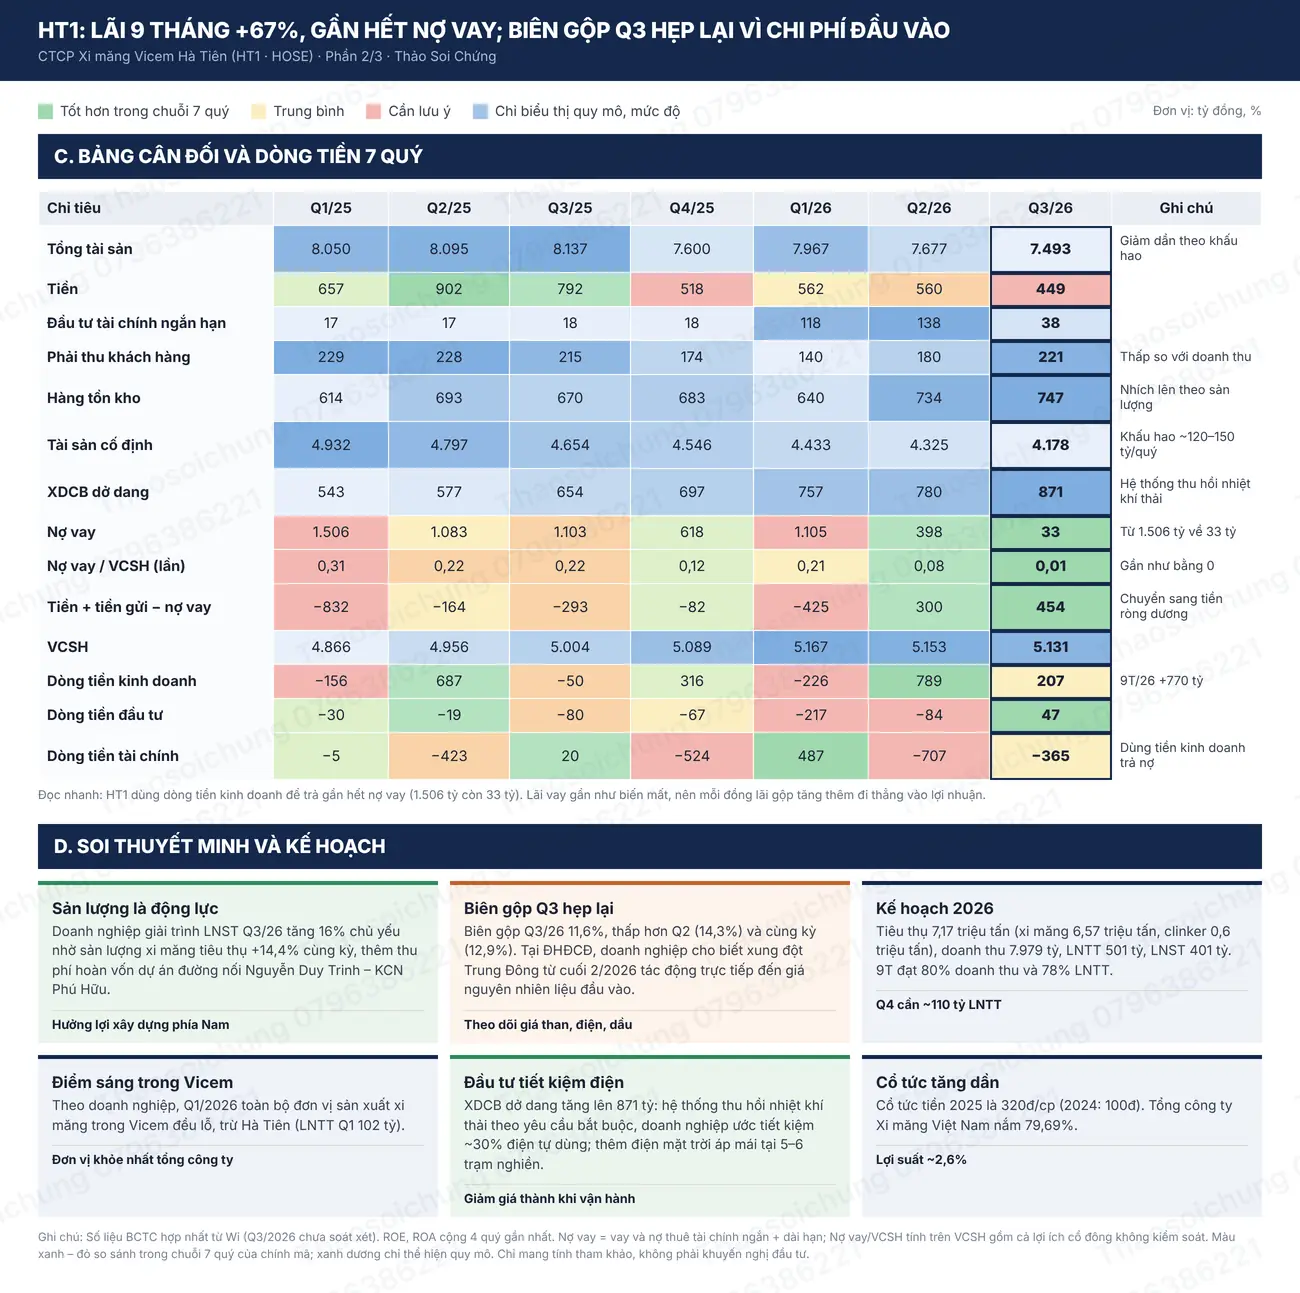 HT1: LÃI 9 THÁNG +67%, GẦN HẾT NỢ VAY; BIÊN GỘP Q3 HẸP LẠI VÌ CHI PHÍ ĐẦU VÀO
CTCP Xi măng Vicem Hà Tiên (HT1 · HOSE) · Phần 2/3 · Thảo Soi Chứng
Tốt hơn trong chuỗi 7 quý Trung bình Cần lưu ý Chỉ biểu thị quy mô, mức độ Đơn vị: tỷ đồng, %
C. BẢNG CÂN ĐỐI VÀ DÒNG TIỀN 7 QUÝ
Chỉ tiêu Q1/25 Q2/25 Q3/25 Q4/25 Q1/26 Q2/26 Q3/26 Ghi chú
Tổng tài sản 8.050 8.095 8.137 7.600 7.967 7.677 7.493 Giảm dần theo khấu
hao
Tiền 657 902 792 518 562 560 449
Đầu tư tài chính ngắn hạn 17 17 18 18 118 138 38
Phải thu khách hàng 229 228 215 174 140 180 221 Thấp so với doanh thu
Hàng tồn kho 614 693 670 683 640 734 747 Nhích lên theo sản
lượng
Tài sản cố định 4.932 4.797 4.654 4.546 4.433 4.325 4.178 Khấu hao ~120–150
tỷ/quý
XDCB dở dang 543 577 654 697 757 780 871 Hệ thống thu hồi nhiệt
khí thải
Nợ vay 1.506 1.083 1.103 618 1.105 398 33 Từ 1.506 tỷ về 33 tỷ
Nợ vay / VCSH (lần) 0,31 0,22 0,22 0,12 0,21 0,08 0,01 Gần như bằng 0
Tiền + tiền gửi − nợ vay −832 −164 −293 −82 −425 300 454 Chuyển sang tiền
ròng dương
VCSH 4.866 4.956 5.004 5.089 5.167 5.153 5.131
Dòng tiền kinh doanh −156 687 −50 316 −226 789 207 9T/26 +770 tỷ
Dòng tiền đầu tư −30 −19 −80 −67 −217 −84 47
Dòng tiền tài chính −5 −423 20 −524 487 −707 −365 Dùng tiền kinh doanh
trả nợ
Đọc nhanh: HT1 dùng dòng tiền kinh doanh để trả gần hết nợ vay (1.506 tỷ còn 33 tỷ). Lãi vay gần như biến mất, nên mỗi đồng lãi gộp tăng thêm đi thẳng vào lợi nhuận.
D. SOI THUYẾT MINH VÀ KẾ HOẠCH
Sản lượng là động lực
Doanh nghiệp giải trình LNST Q3/26 tăng 16% chủ yếu
nhờ sản lượng xi măng tiêu thụ +14,4% cùng kỳ, thêm thu
phí hoàn vốn dự án đường nối Nguyễn Duy Trinh – KCN
Phú Hữu.
Hưởng lợi xây dựng phía Nam
Biên gộp Q3 hẹp lại
Biên gộp Q3/26 11,6%, thấp hơn Q2 (14,3%) và cùng kỳ
(12,9%). Tại ĐHĐCĐ, doanh nghiệp cho biết xung đột
Trung Đông từ cuối 2/2026 tác động trực tiếp đến giá
nguyên nhiên liệu đầu vào.
Theo dõi giá than, điện, dầu
Kế hoạch 2026
Tiêu thụ 7,17 triệu tấn (xi măng 6,57 triệu tấn, clinker 0,6
triệu tấn), doanh thu 7.979 tỷ, LNTT 501 tỷ, LNST 401 tỷ.
9T đạt 80% doanh thu và 78% LNTT.
Q4 cần ~110 tỷ LNTT
Điểm sáng trong Vicem
Theo doanh nghiệp, Q1/2026 toàn bộ đơn vị sản xuất xi
măng trong Vicem đều lỗ, trừ Hà Tiên (LNTT Q1 102 tỷ).
Đơn vị khỏe nhất tổng công ty
Đầu tư tiết kiệm điện
XDCB dở dang tăng lên 871 tỷ: hệ thống thu hồi nhiệt khí
thải theo yêu cầu bắt buộc, doanh nghiệp ước tiết kiệm
~30% điện tự dùng; thêm điện mặt trời áp mái tại 5–6
trạm nghiền.
Giảm giá thành khi vận hành
Cổ tức tăng dần
Cổ tức tiền 2025 là 320đ/cp (2024: 100đ). Tổng công ty
Xi măng Việt Nam nắm 79,69%.
Lợi suất ~2,6%
Ghi chú: Số liệu BCTC hợp nhất từ Wi (Q3/2026 chưa soát xét). ROE, ROA cộng 4 quý gần nhất. Nợ vay = vay và nợ thuê tài chính ngắn + dài hạn; Nợ vay/VCSH tính trên VCSH gồm cả lợi ích cổ đông không kiểm soát. Màu
xanh – đỏ so sánh trong chuỗi 7 quý của chính mã; xanh dương chỉ thể hiện quy mô. Chỉ mang tính tham khảo, không phải khuyến nghị đầu tư.
Thaosoichung 0796386221